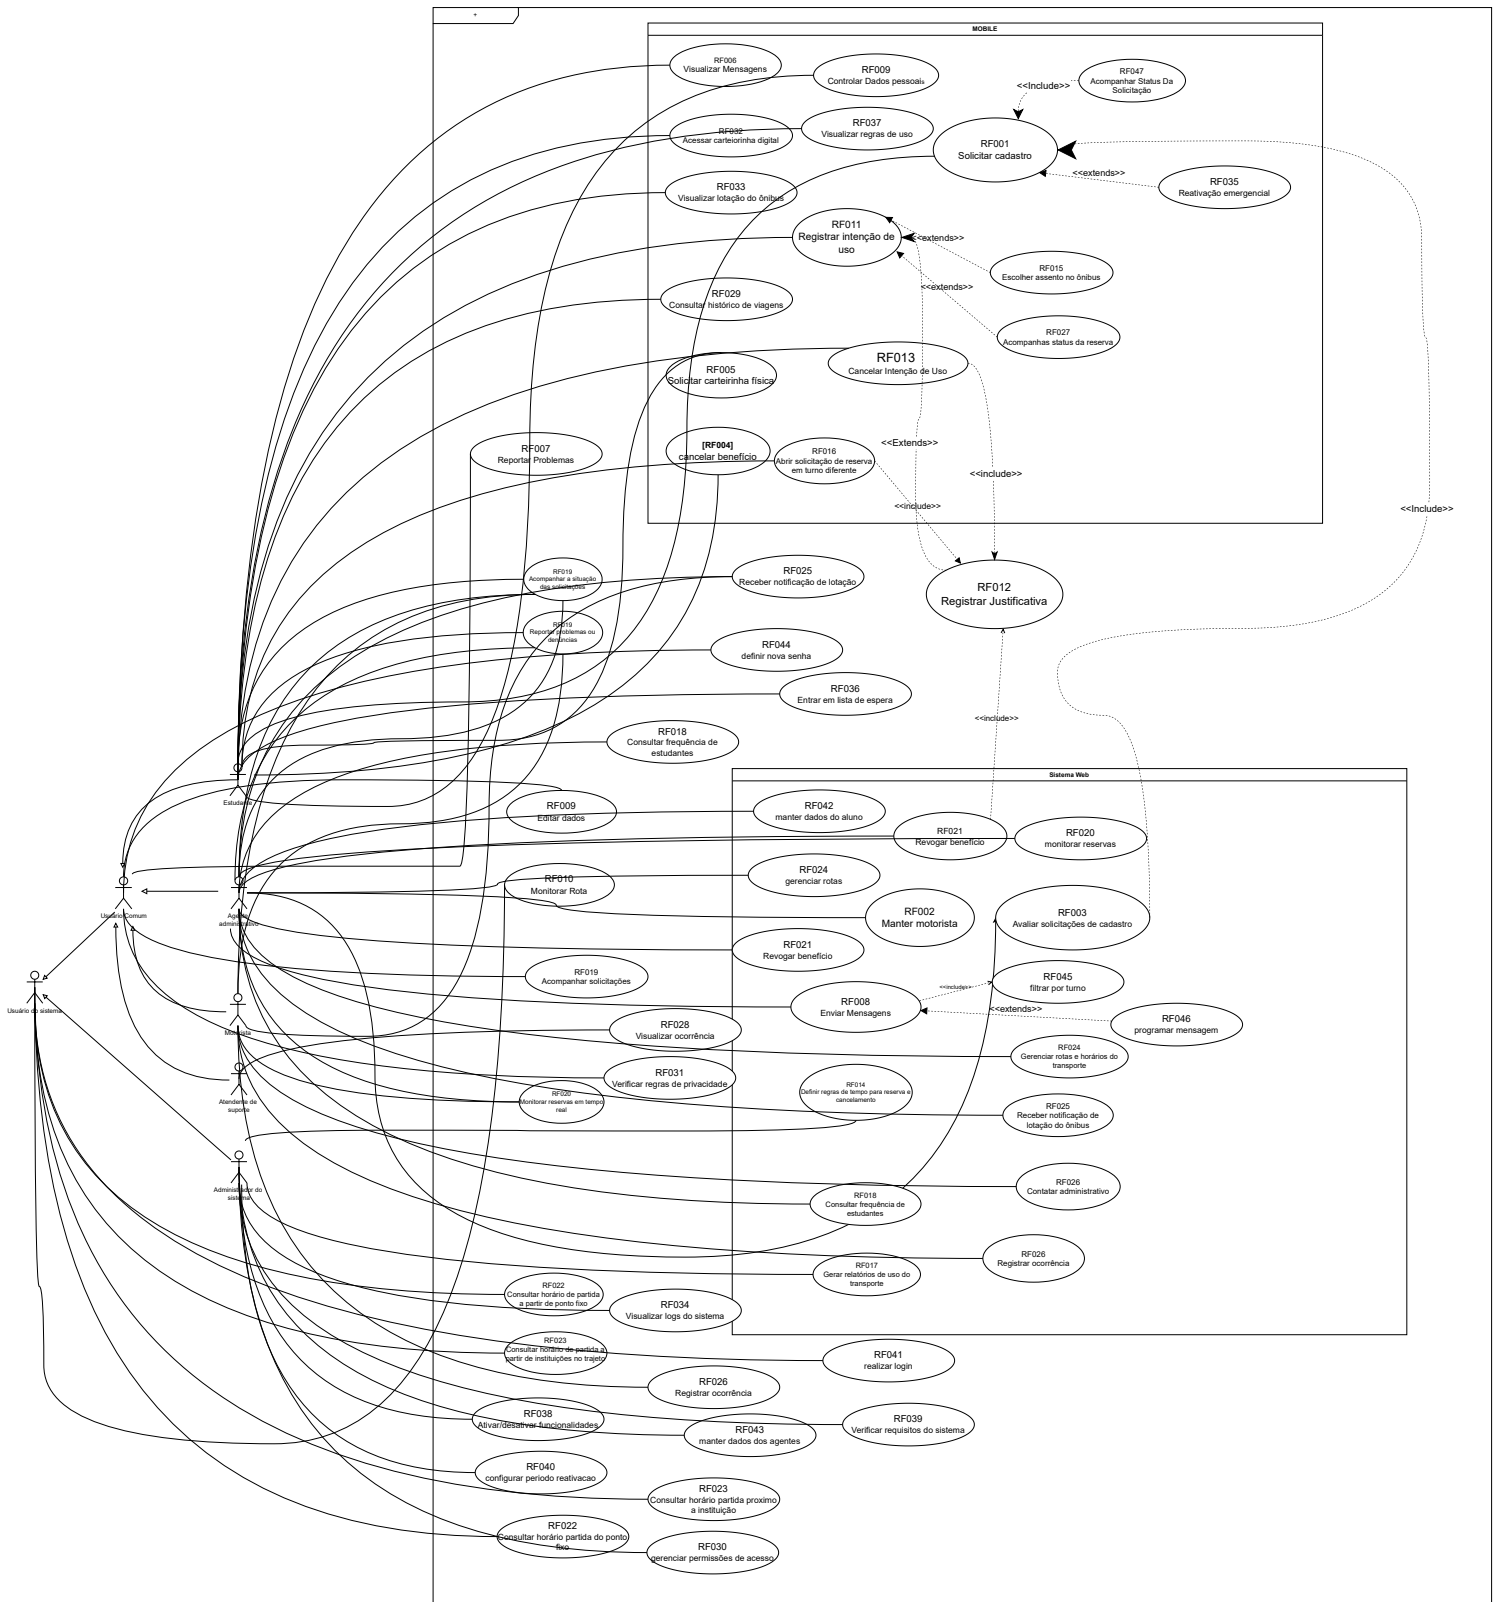 +
MOBILE
RF006
Visualizar Mensagens
RF009
Controlar Dados pessoais
RF047
Acompanhar Status Da
Solicitação
<<Include>>
RF032
Acessar carteiorinha digital
RF037
Visualizar regras de uso
RF001
Solicitar cadastro
<<extends>>
RF035
Reativação emergencial
RF033
Visualizar lotação do ônibus
RF011
Registrar intenção de
uso
<<extends>>
RF015
Escolher assento no ônibus
<<extends>>
RF029
Consultar histórico de viagens
RF027
Acompanhas status da reserva
RF013
Cancelar Intenção de Uso
RF005
Solicitar carteirinha física
RF007
Reportar Problemas
[RF004]
cancelar benefício
RF016
Abrir solicitação de reserva
em turno diferente
<<Extends>>
<<include>>
<<include>>
<<Include>>
RF019
Acompanhar a situação
das solicitações
RF025
Receber notificação de lotação
RF012
Registrar Justificativa
RF019
Reportar problemas ou
denúncias
RF044
definir nova senha
RF036
Entrar em lista de espera
<<include>>
RF018
Consultar frequência de
estudantes
Sistema Web
Estudante
RF009
Editar dados
RF042
manter dados do aluno
RF021
Revogar benefício
RF020
monitorar reservas
RF010
Monitorar Rota
RF024
gerenciar rotas
Usuário Comum
Agente
administrativo
RF002
Manter motorista
RF003
Avaliar solicitações de cadastro
RF021
Revogar benefício
RF019
Acompanhar solicitações
RF045
filtrar por turno
<<include>>
Usuário do sistema
RF008
Enviar Mensagens
<<extends>>
RF046
programar mensagem
Motorista
RF028
Visualizar ocorrência
RF024
Gerenciar rotas e horários do
transporte
RF031
Verificar regras de privacidade
RF014
Definir regras de tempo para reserva e
cancelamento
Atendente de
suporte
RF020
Monitorar reservas em tempo
real
RF025
Receber notificação de
lotação do ônibus
Administrador do
sistema
RF026
Contatar administrativo
RF018
Consultar frequência de
estudantes
RF026
Registrar ocorrência
RF017
Gerar relatórios de uso do
transporte
RF022
Consultar horário de partida
a partir de ponto fixo
RF034
Visualizar logs do sistema
RF023
Consultar horário de partida a
partir de instituições no trajeto
RF041
realizar login
RF026
Registrar ocorrência
RF038
Ativar/desativar funcionalidades
RF043
manter dados dos agentes
RF039
Verificar requisitos do sistema
RF040
configurar periodo reativacao
RF023
Consultar horário partida proximo
a instituição
RF022
Consultar horário partida do ponto
fixo
RF030
gerenciar permissões de acesso